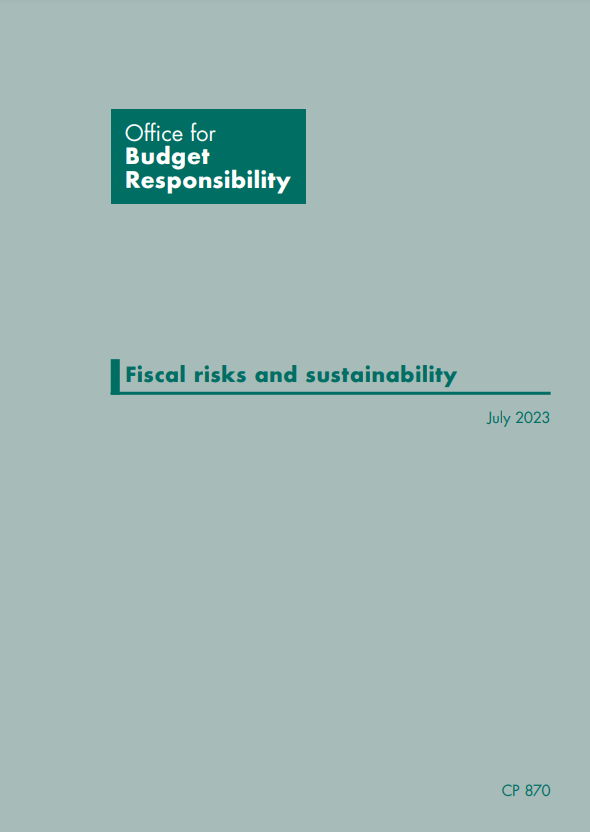 Office for
Budget
Responsibility
Fiscal risks and sustainability
July 2023
CP 870